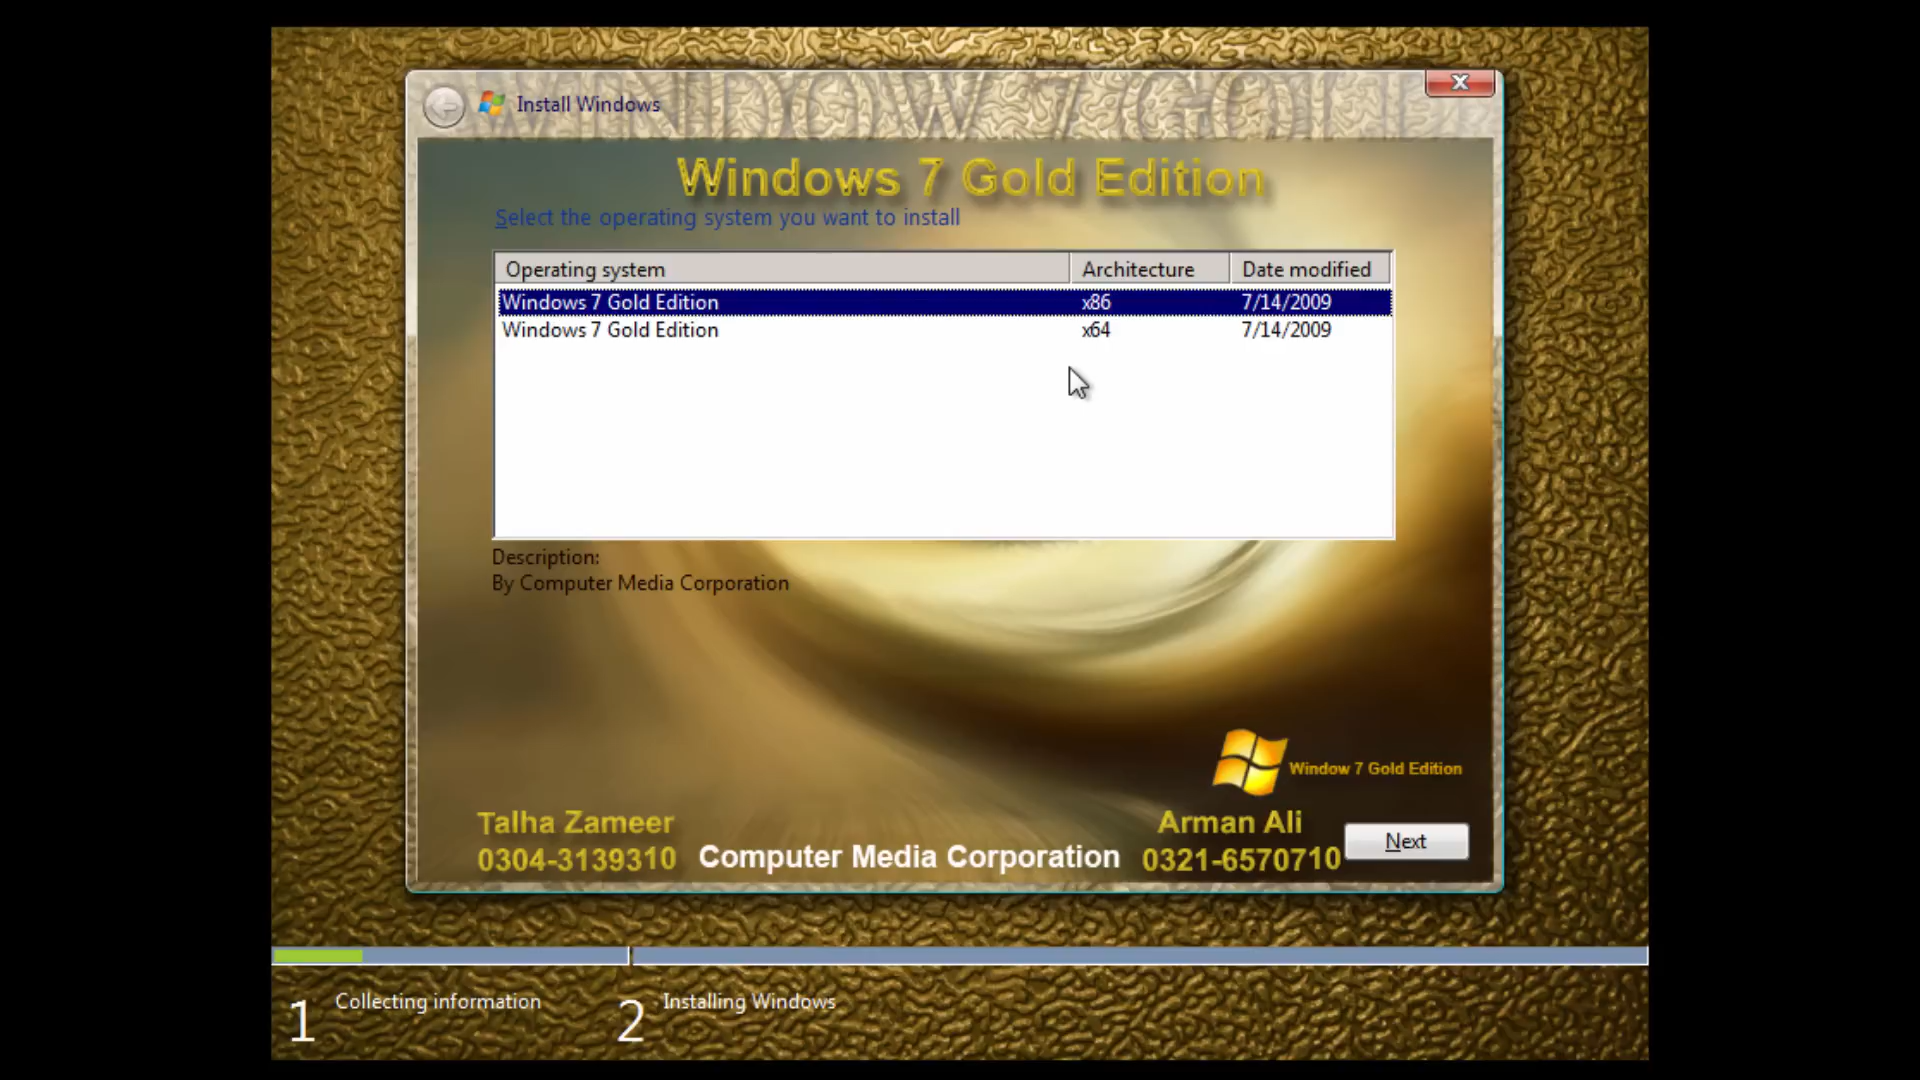 WINDOW 7 GOLD
Install Windows
Windows 7 Gold Edition
Select the operating system you want to install
Operating system Architecture Date modified
Windows 7 Gold Edition x86 7/14/2009
Windows 7 Gold Edition x64 7/14/2009
Description:
By Computer Media Corporation
Window 7 Gold Edition
Talha Zameer
0304-3139310
Computer Media Corporation
Arman Ali
0321-6570710
Next
1 Collecting information
2 Installing Windows